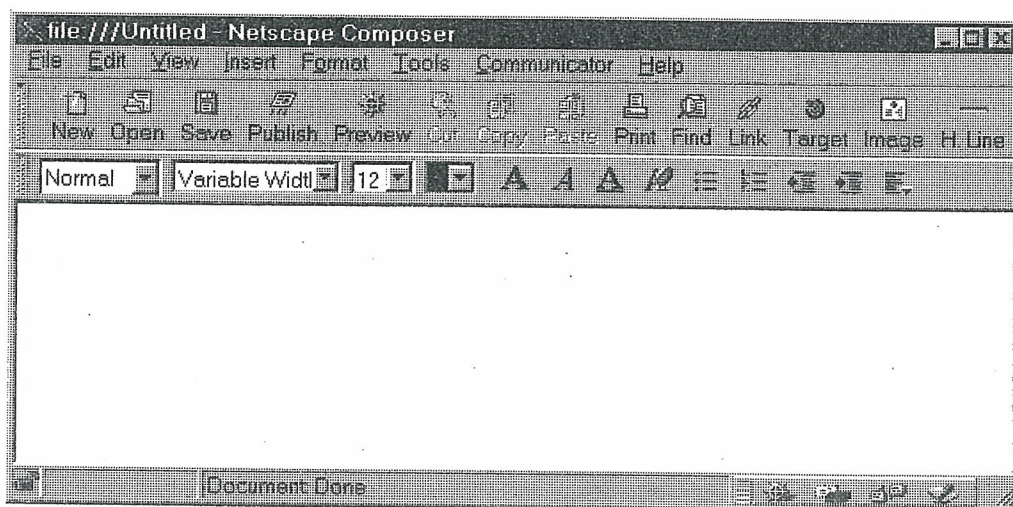 file:///Untitled - Netscape Composer
File Edit View Insert Format Tools Communicator Help
New Open Save Publish Preview Cut Copy Paste Print Find Link Target Image H. Line
Normal Variable Widtl 12 A A A
Document Done